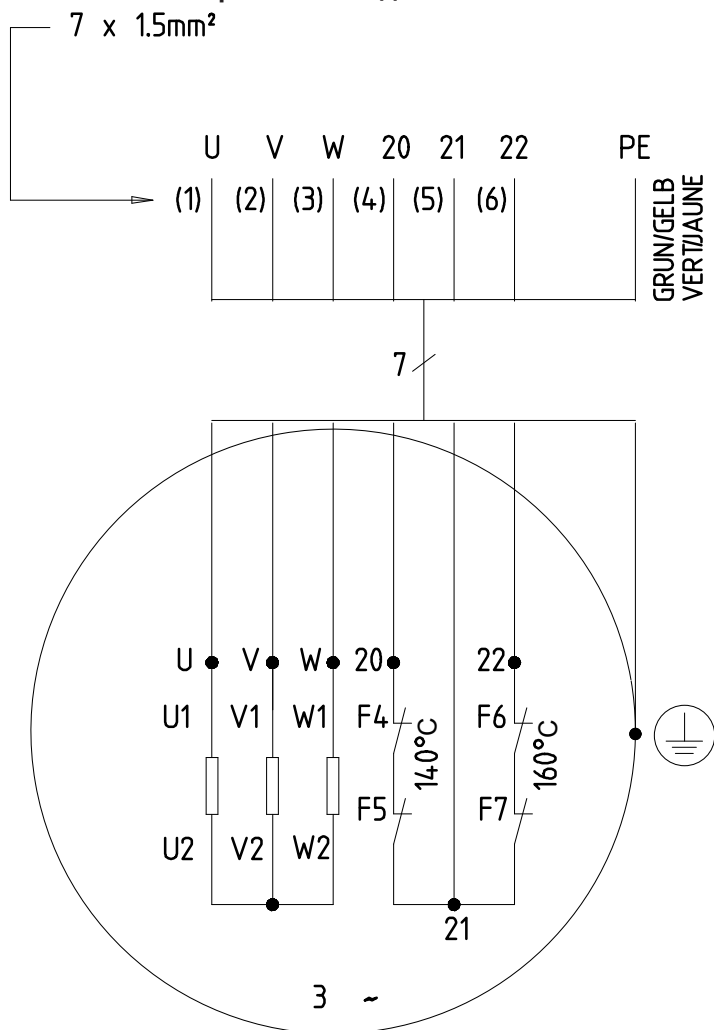 7 x 1.5mm²
U V W 20 21 22 PE
(1) (2) (3) (4) (5) (6)
GRUN/GELB
VERT/JAUNE
7
U V W 20 22
U1 V1 W1 F4 F6
140°C 160°C
F5 F7
U2 V2 W2
21
3 ~